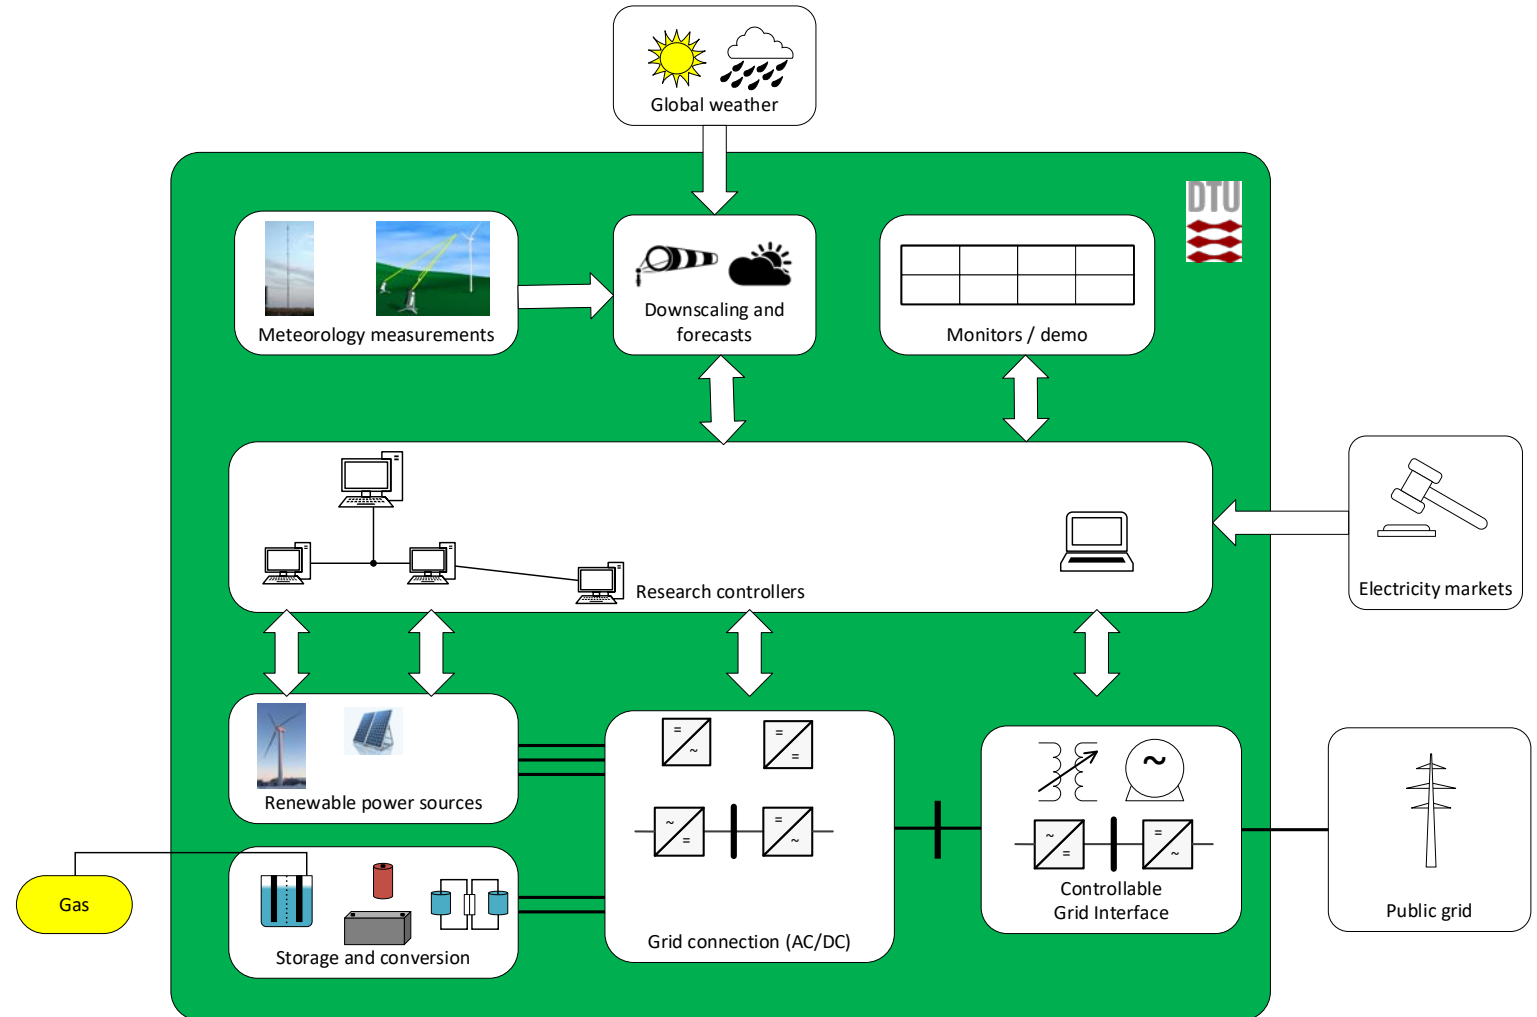 Global weather
DTU
Meteorology measurements
Downscaling and
forecasts
Monitors / demo
Research controllers
Electricity markets
Renewable power sources
= ~
= =
~ =
= ~
~
~ =
= ~
Controllable
Grid Interface
Public grid
Gas
Storage and conversion
Grid connection (AC/DC)